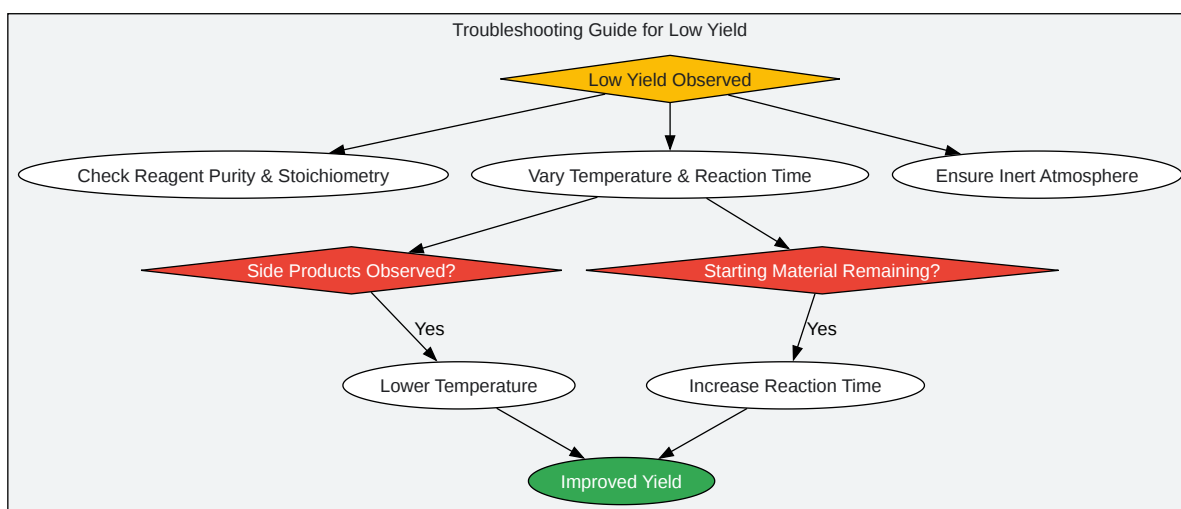 Troubleshooting Guide for Low Yield
Low Yield Observed
Check Reagent Purity & Stoichiometry
Vary Temperature & Reaction Time
Ensure Inert Atmosphere
Side Products Observed?
Starting Material Remaining?
Yes
Yes
Lower Temperature
Increase Reaction Time
Improved Yield